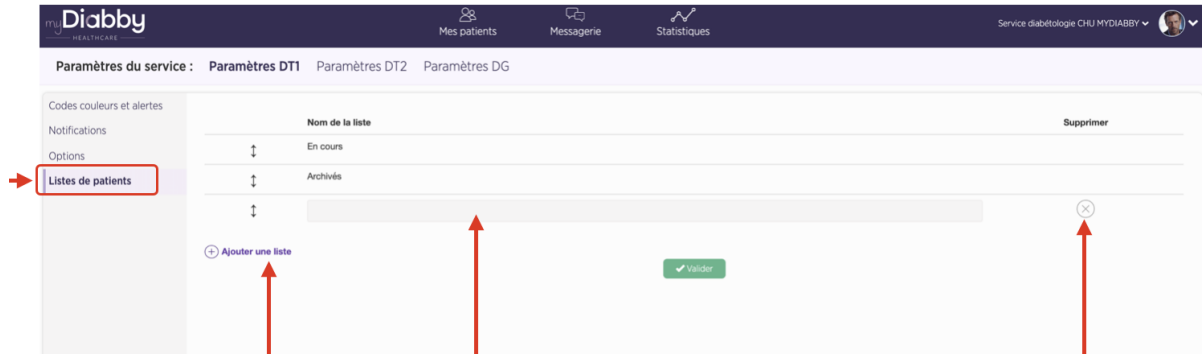 myDiabby
HEALTHCARE
Mes patients
Messagerie
Statistiques
Service diabétologie CHU MYDIABBY
Paramètres du service : Paramètres DT1 Paramètres DT2 Paramètres DG
Codes couleurs et alertes
Notifications
Options
Listes de patients
Nom de la liste Supprimer
En cours
Archivés
Ajouter une liste
Valider